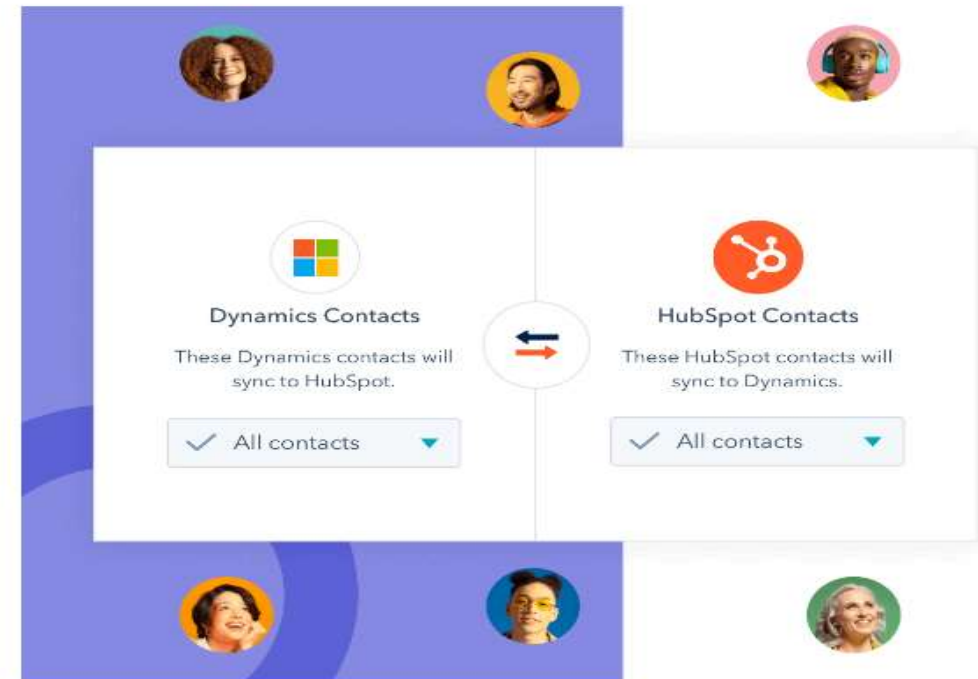 Dynamics Contacts
These Dynamics contacts will
sync to HubSpot.
All contacts
HubSpot Contacts
These HubSpot contacts will
sync to Dynamics.
All contacts